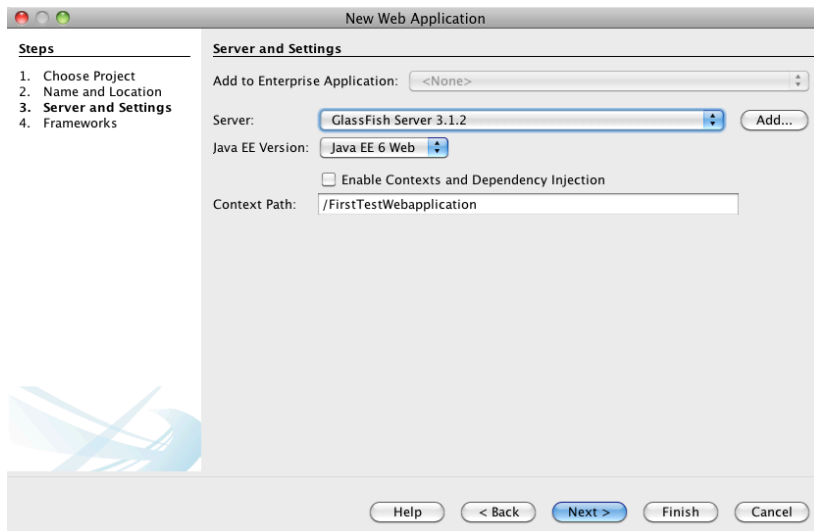 New Web Application
Steps
1. Choose Project
2. Name and Location
3. Server and Settings
4. Frameworks
Server and Settings
Add to Enterprise Application: <None>
Server: GlassFish Server 3.1.2 Add...
Java EE Version: Java EE 6 Web
Enable Contexts and Dependency Injection
Context Path: /FirstTestWebapplication
Help < Back Next > Finish Cancel